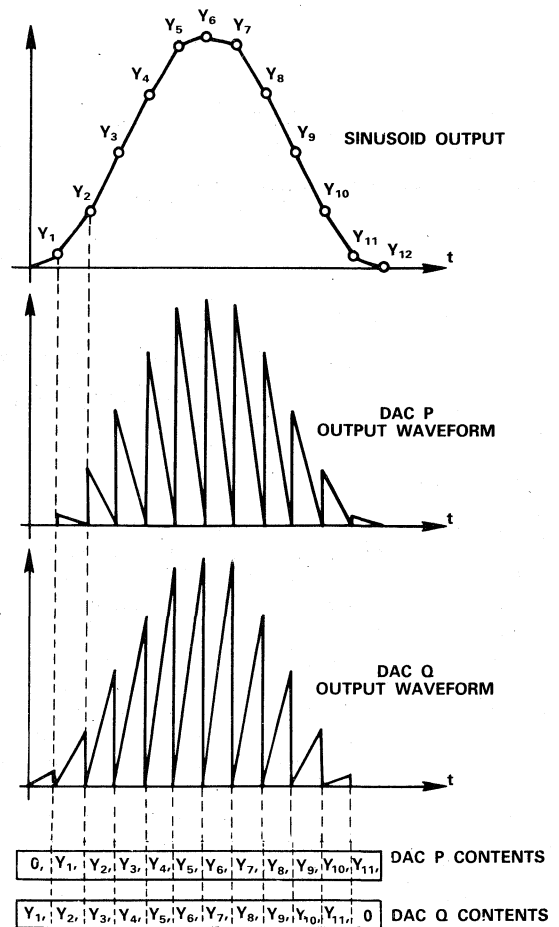 Y5 Y6 Y7
Y4 Y8
Y3 Y9
SINUSOID OUTPUT
Y2 Y10
Y1 Y11 Y12
t
DAC P
OUTPUT WAVEFORM
t
DAC Q
OUTPUT WAVEFORM
t
0, Y1, Y2, Y3, Y4, Y5, Y6, Y7, Y8, Y9, Y10, Y11, DAC P CONTENTS
Y1, Y2, Y3, Y4, Y5, Y6, Y7, Y8, Y9, Y10, Y11, 0 DAC Q CONTENTS